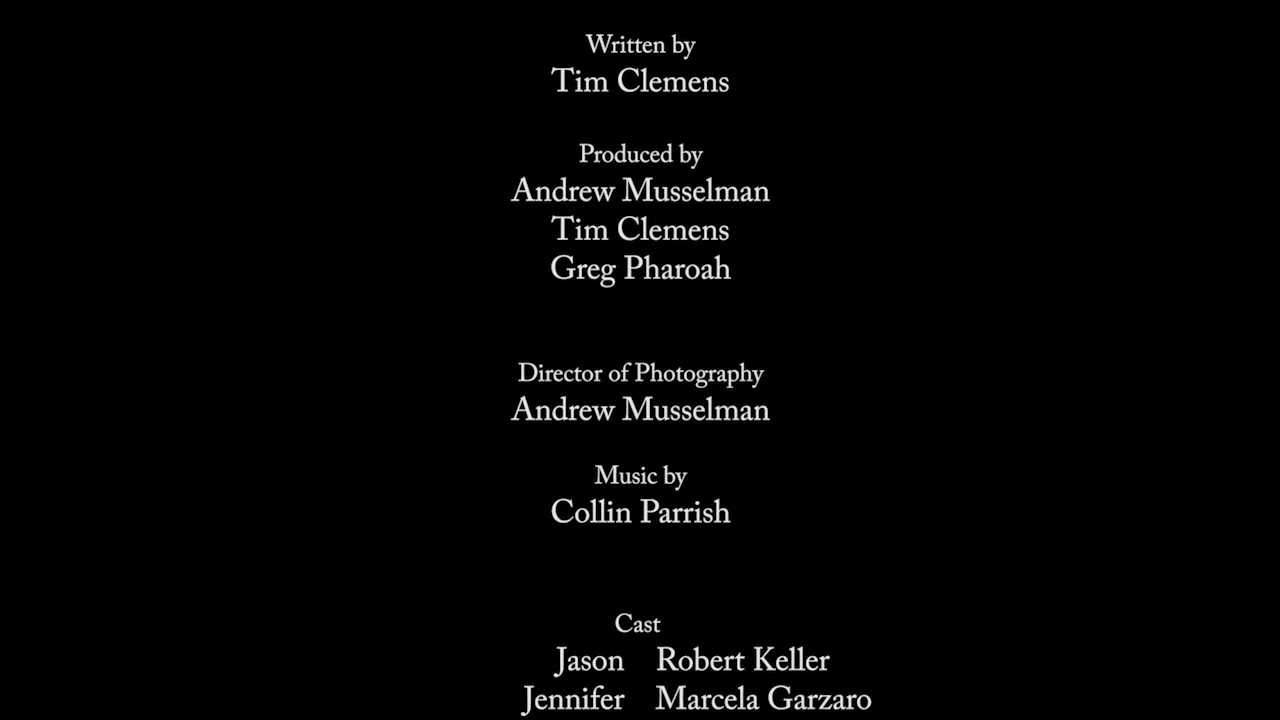 Written by
Tim Clemens
Produced by
Andrew Musselman
Tim Clemens
Greg Pharoah
Director of Photography
Andrew Musselman
Music by
Collin Parrish
Cast
Jason Robert Keller
Jennifer Marcela Garzaro